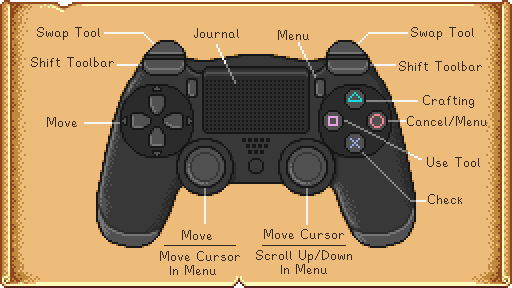 Swap Tool
Journal
Menu
Swap Tool
Shift Toolbar
Shift Toolbar
Crafting
Move
Cancel/Menu
Use Tool
Check
Move
Move Cursor
In Menu
Move Cursor
Scroll Up/Down
In Menu